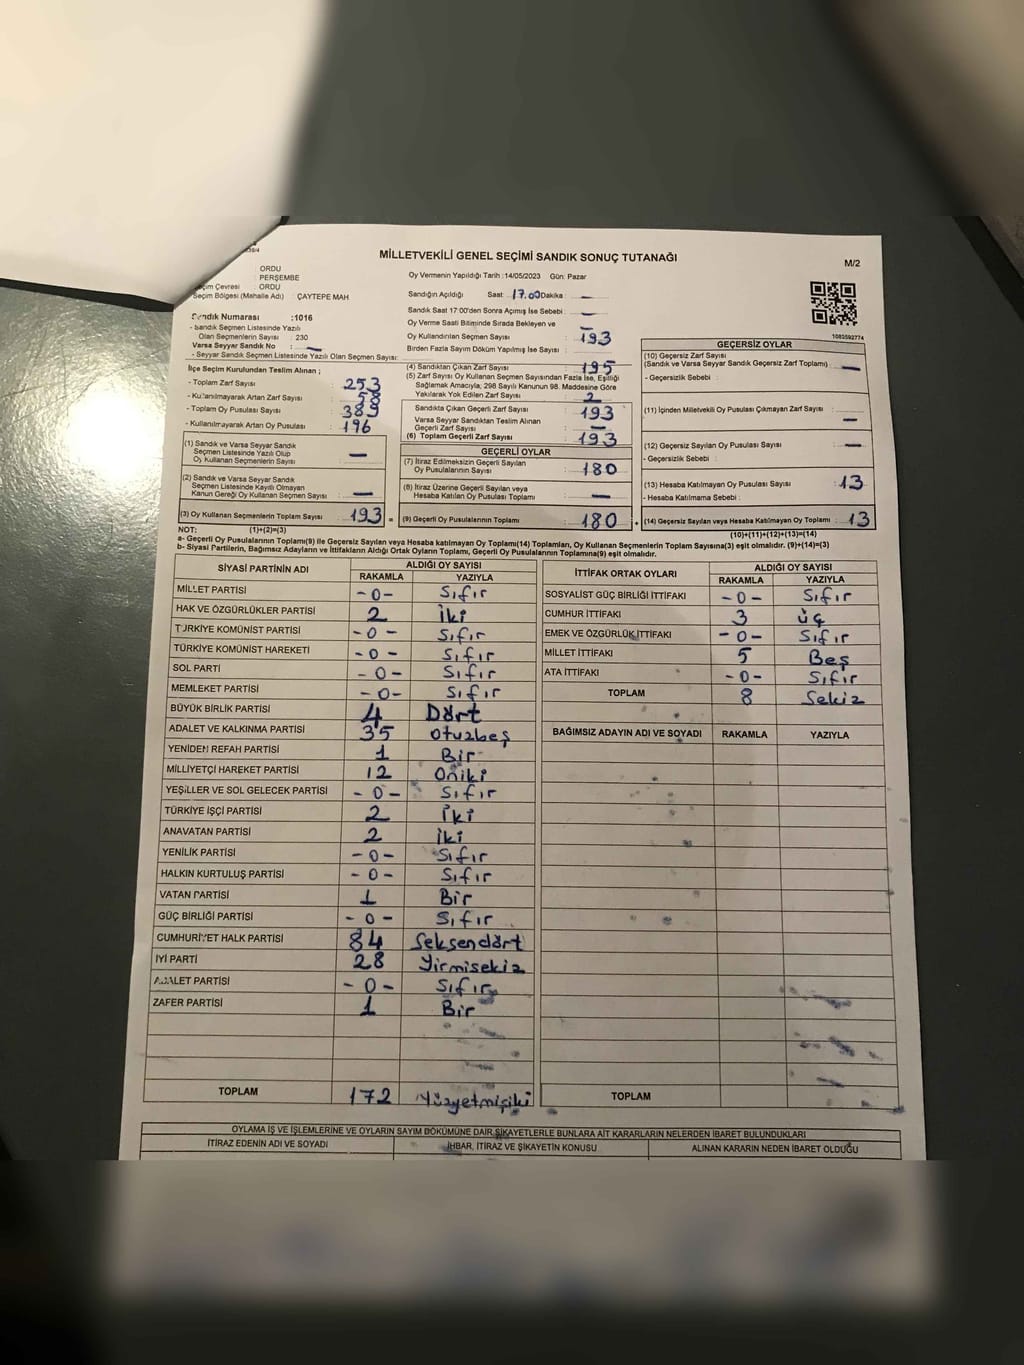 MİLLETVEKİLİ GENEL SEÇİMİ SANDIK SONUÇ TUTANAĞI
M/2
ORDU
PERŞEMBE
Seçim Çevresi : ORDU
Seçim Bölgesi (Mahalle Adı) : ÇAYTEPE MAH
Oy Vermenin Yapıldığı Tarih :14/05/2023 Gün: Pazar
Sandığın Açıldığı Saat: 17.00 Dakika : —
Sandık Saat 17:00'den Sonra Açımış İse Sebebi : —
Oy Verme Saati Bitiminde Sırada Bekleyen ve
Oy Kullandırılan Seçmen Sayısı : 193
Birden Fazla Sayım Döküm Yapılmış İse Sayısı :
1080592774
Sandık Numarası :1016
- Sandık Seçmen Listesinde Yazılı
Olan Seçmenlerin Sayısı : 230
Varsa Seyyar Sandık No : —
- Seyyar Sandık Seçmen Listesinde Yazılı Olan Seçmen Sayısı:
İlçe Seçim Kurulundan Teslim Alınan ;
- Toplam Zarf Sayısı : 253
- Kullanılmayarak Artan Zarf Sayısı : 58
- Toplam Oy Pusulası Sayısı : 389
- Kullanılmayarak Artan Oy Pusulası : 196
(1) Sandık ve Varsa Seyyar Sandık
Seçmen Listesinde Yazılı Olup
Oy Kullanan Seçmenlerin Sayısı : —
(2) Sandık ve Varsa Seyyar Sandık
Seçmen Listesinde Kayıtlı Olmayan
Kanun Gereği Oy Kullanan Seçmen Sayısı : —
(3) Oy Kullanan Seçmenlerin Toplam Sayısı : 193 =
(4) Sandıktan Çıkan Zarf Sayısı : 195
(5) Zarf Sayısı Oy Kullanan Seçmen Sayısından Fazla İse, Eşitliği
Sağlamak Amacıyla, 298 Sayılı Kanunun 98. Maddesine Göre
Yakılarak Yok Edilen Zarf Sayısı : 2
Sandıkta Çıkan Geçerli Zarf Sayısı : 193
Varsa Seyyar Sandıktan Teslim Alınan
Geçerli Zarf Sayısı : —
(6) Toplam Geçerli Zarf Sayısı : 193
GEÇERLİ OYLAR
(7) İtiraz Edilmeksizin Geçerli Sayılan
Oy Pusulalarının Sayısı : 180
(8) İtiraz Üzerine Geçerli Sayılan veya
Hesaba Katılan Oy Pusulası Toplamı : —
(9) Geçerli Oy Pusulalarının Toplamı : 180 +
GEÇERSİZ OYLAR
(10) Geçersiz Zarf Sayısı
(Sandık ve Varsa Seyyar Sandık Geçersiz Zarf Toplamı) : —
- Geçersizlik Sebebi :
(11) İçinden Milletvekili Oy Pusulası Çıkmayan Zarf Sayısı : —
(12) Geçersiz Sayılan Oy Pusulası Sayısı : —
- Geçersizlik Sebebi :
(13) Hesaba Katılmayan Oy Pusulası Sayısı : 13
- Hesaba Katılmama Sebebi :
(14) Geçersiz Sayılan veya Hesaba Katılmayan Oy Toplamı : 13
NOT: (1)+(2)=(3)
(10)+(11)+(12)+(13)=(14)
a- Geçerli Oy Pusulalarının Toplamı(9) ile Geçersiz Sayılan veya Hesaba katılmayan Oy Toplamı(14) Toplamları, Oy Kullanan Seçmenlerin Toplam Sayısına(3) eşit olmalıdır. (9)+(14)=(3)
b- Siyasi Partilerin, Bağımsız Adayların ve İttifakların Aldığı Ortak Oyların Toplamı, Geçerli Oy Pusulalarının Toplamına(9) eşit olmalıdır.
SİYASİ PARTİNİN ADI ALDIĞI OY SAYISI
RAKAMLA YAZIYLA
MİLLET PARTİSİ -0- Sıfır
HAK VE ÖZGÜRLÜKLER PARTİSİ 2 İki
TÜRKİYE KOMÜNİST PARTİSİ -0- Sıfır
TÜRKİYE KOMÜNİST HAREKETİ -0- Sıfır
SOL PARTİ -0- Sıfır
MEMLEKET PARTİSİ -0- Sıfır
BÜYÜK BİRLİK PARTİSİ 4 Dört
ADALET VE KALKINMA PARTİSİ 35 Otuzbeş
YENİDEN REFAH PARTİSİ 1 Bir
MİLLİYETÇİ HAREKET PARTİSİ 12 Oniki
YEŞİLLER VE SOL GELECEK PARTİSİ -0- Sıfır
TÜRKİYE İŞÇİ PARTİSİ 2 İki
ANAVATAN PARTİSİ 2 İki
YENİLİK PARTİSİ -0- Sıfır
HALKIN KURTULUŞ PARTİSİ -0- Sıfır
VATAN PARTİSİ 1 Bir
GÜÇ BİRLİĞİ PARTİSİ -0- Sıfır
CUMHURİYET HALK PARTİSİ 84 Seksendört
İYİ PARTİ 28 Yirmisekiz
ADALET PARTİSİ -0- Sıfır
ZAFER PARTİSİ 1 Bir
TOPLAM 172 Yüzyetmişiki
İTTİFAK ORTAK OYLARI ALDIĞI OY SAYISI
RAKAMLA YAZIYLA
SOSYALİST GÜÇ BİRLİĞİ İTTİFAKI -0- Sıfır
CUMHUR İTTİFAKI 3 üç
EMEK VE ÖZGÜRLÜK İTTİFAKI -0- Sıfır
MİLLET İTTİFAKI 5 Beş
ATA İTTİFAKI -0- Sıfır
TOPLAM 8 Sekiz
BAĞIMSIZ ADAYIN ADI VE SOYADI RAKAMLA YAZIYLA
TOPLAM
OYLAMA İŞ VE İŞLEMLERİNE VE OYLARIN SAYIM DÖKÜMÜNE DAİR ŞİKAYETLERLE BUNLARA AİT KARARLARIN NELERDEN İBARET BULUNDUKLARI
İTİRAZ EDENİN ADI VE SOYADI İHBAR, İTİRAZ VE ŞİKAYETİN KONUSU ALINAN KARARIN NEDEN İBARET OLDUĞU